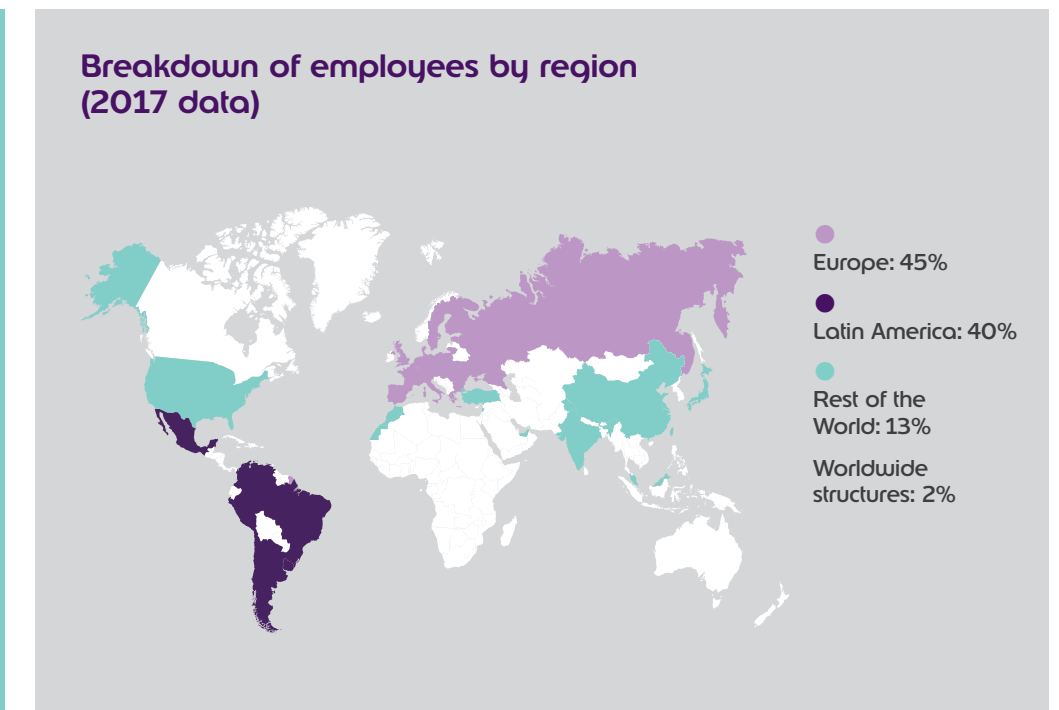 Breakdown of employees by region
(2017 data)
Europe: 45%
Latin America: 40%
Rest of the
World: 13%
Worldwide
structures: 2%